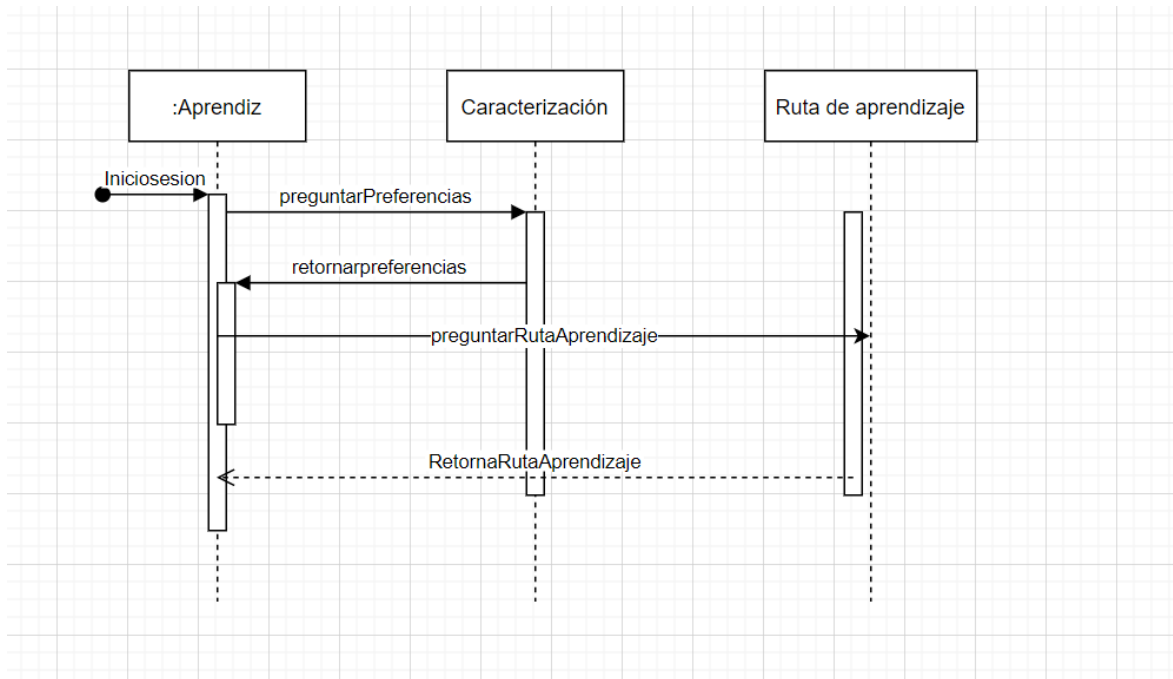 :Aprendiz
Caracterización
Ruta de aprendizaje
Iniciosesion
preguntarPreferencias
retornarpreferencias
preguntarRutaAprendizaje
RetornaRutaAprendizaje